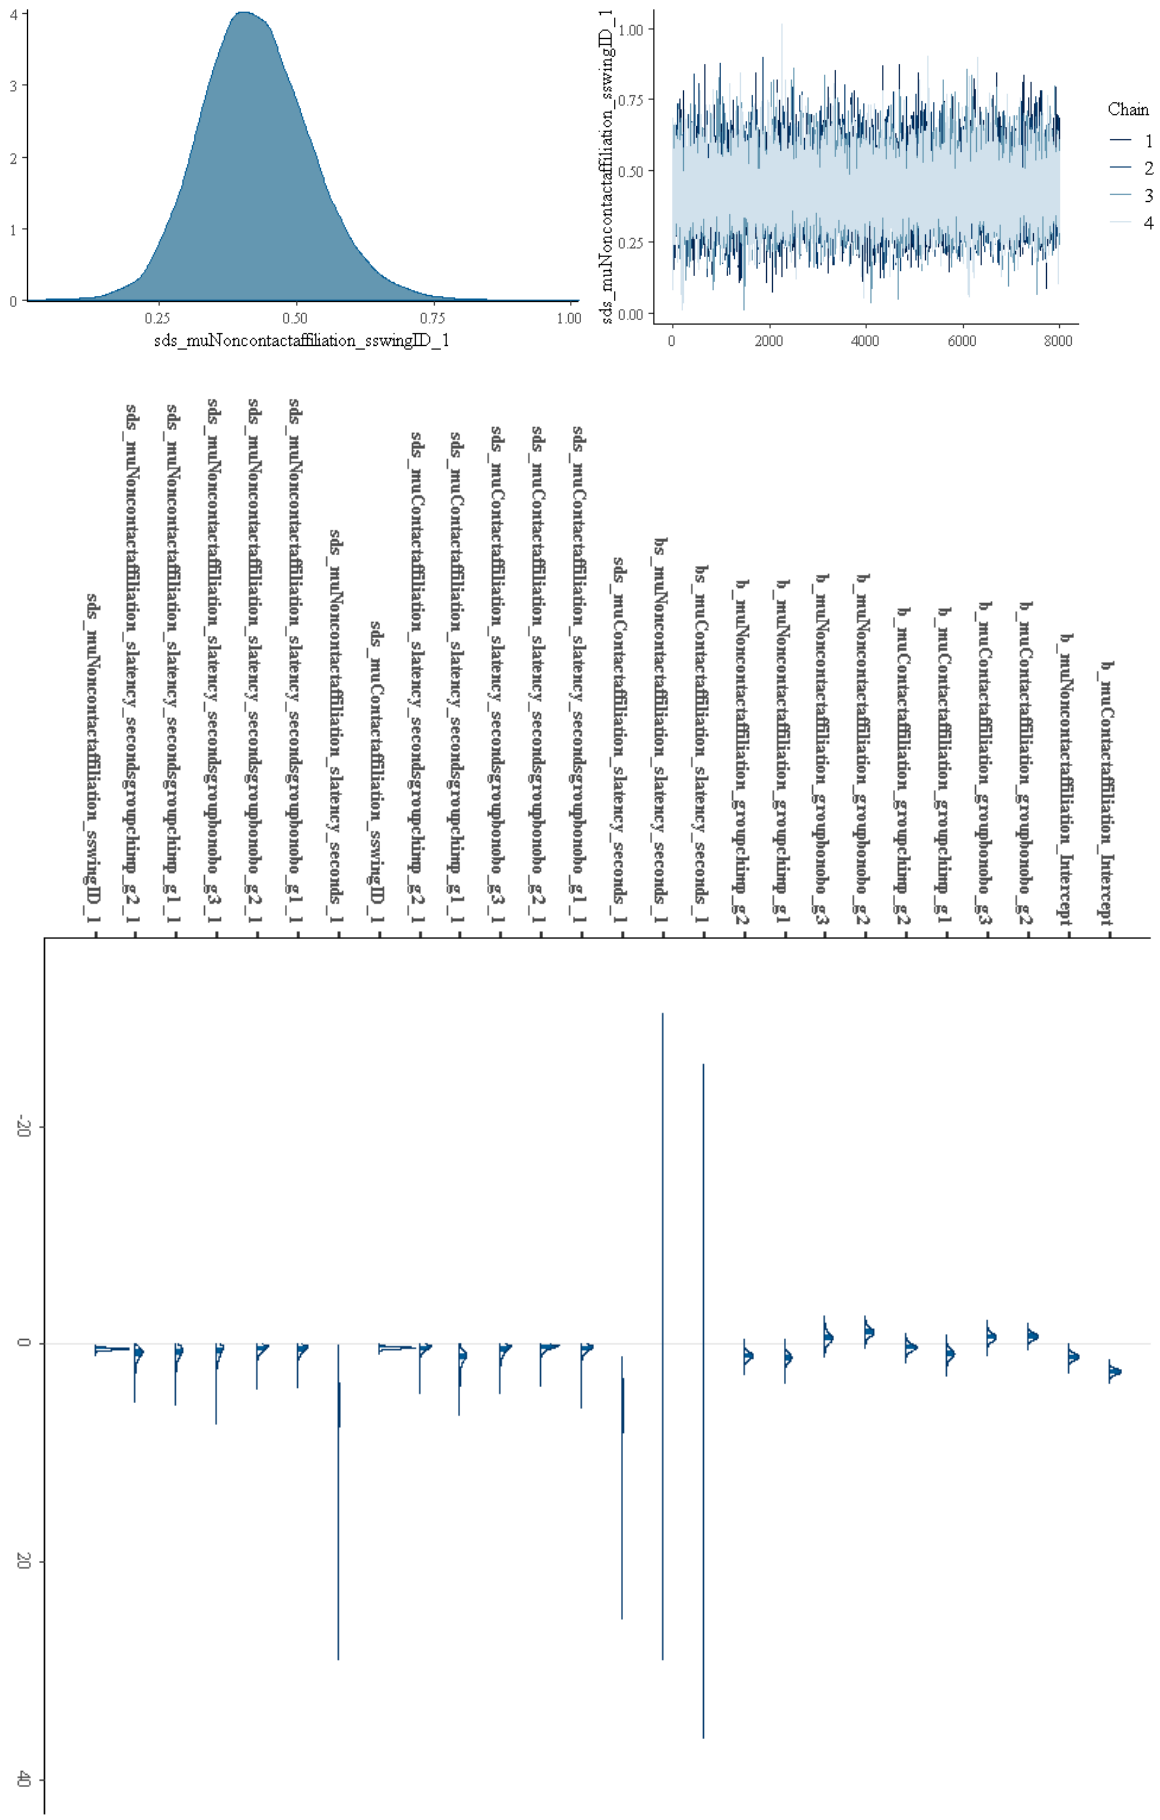 4
3
2
1
0
0.25
0.50
0.75
1.00
sds_muNoncontactaffiliation_sswingID_1
sds_muNoncontactaffiliation_sswingID_1
1.00
0.75
0.50
0.25
0.00
0
2000
4000
6000
8000
Chain
1
2
3
4
sds_muNoncontactaffiliation_sswingID_1
sds_muNoncontactaffiliation_slatency_secondsgroupchimp_g2_1
sds_muNoncontactaffiliation_slatency_secondsgroupchimp_g1_1
sds_muNoncontactaffiliation_slatency_secondsgroupbonobo_g3_1
sds_muNoncontactaffiliation_slatency_secondsgroupbonobo_g2_1
sds_muNoncontactaffiliation_slatency_secondsgroupbonobo_g1_1
sds_muNoncontactaffiliation_slatency_seconds_1
sds_muContactaffiliation_sswingID_1
sds_muContactaffiliation_slatency_secondsgroupchimp_g2_1
sds_muContactaffiliation_slatency_secondsgroupchimp_g1_1
sds_muContactaffiliation_slatency_secondsgroupbonobo_g3_1
sds_muContactaffiliation_slatency_secondsgroupbonobo_g2_1
sds_muContactaffiliation_slatency_secondsgroupbonobo_g1_1
sds_muContactaffiliation_slatency_seconds_1
bs_muNoncontactaffiliation_slatency_seconds_1
bs_muContactaffiliation_slatency_seconds_1
b_muNoncontactaffiliation_groupchimp_g2
b_muNoncontactaffiliation_groupchimp_g1
b_muNoncontactaffiliation_groupbonobo_g3
b_muNoncontactaffiliation_groupbonobo_g2
b_muContactaffiliation_groupchimp_g2
b_muContactaffiliation_groupchimp_g1
b_muContactaffiliation_groupbonobo_g3
b_muContactaffiliation_groupbonobo_g2
b_muNoncontactaffiliation_Intercept
b_muContactaffiliation_Intercept
-20
0
20
40